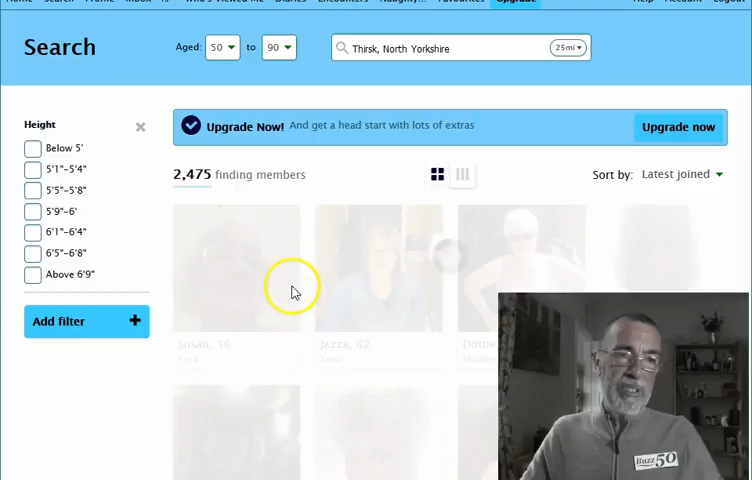 Home Search Profile Inbox Who's Viewed Me Diaries Encounters Naughty... Favourites Upgrade Help Account Logout
Search
Aged: 50 to 90
Thirsk, North Yorkshire 25mi
Height
Below 5'
5'1"-5'4"
5'5"-5'8"
5'9"-6'
6'1"-6'4"
6'5"-6'8"
Above 6'9"
Add filter +
Upgrade Now! And get a head start with lots of extras Upgrade now
2,475 finding members
Sort by: Latest joined
Susan, 56
York
Jazza, 62
York
Dottie
Buzz50